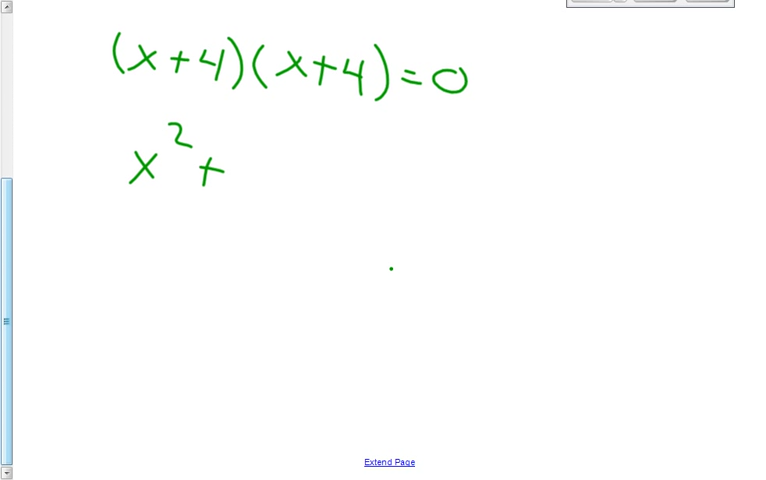 (x+4)(x+4)=0
x² +
Extend Page